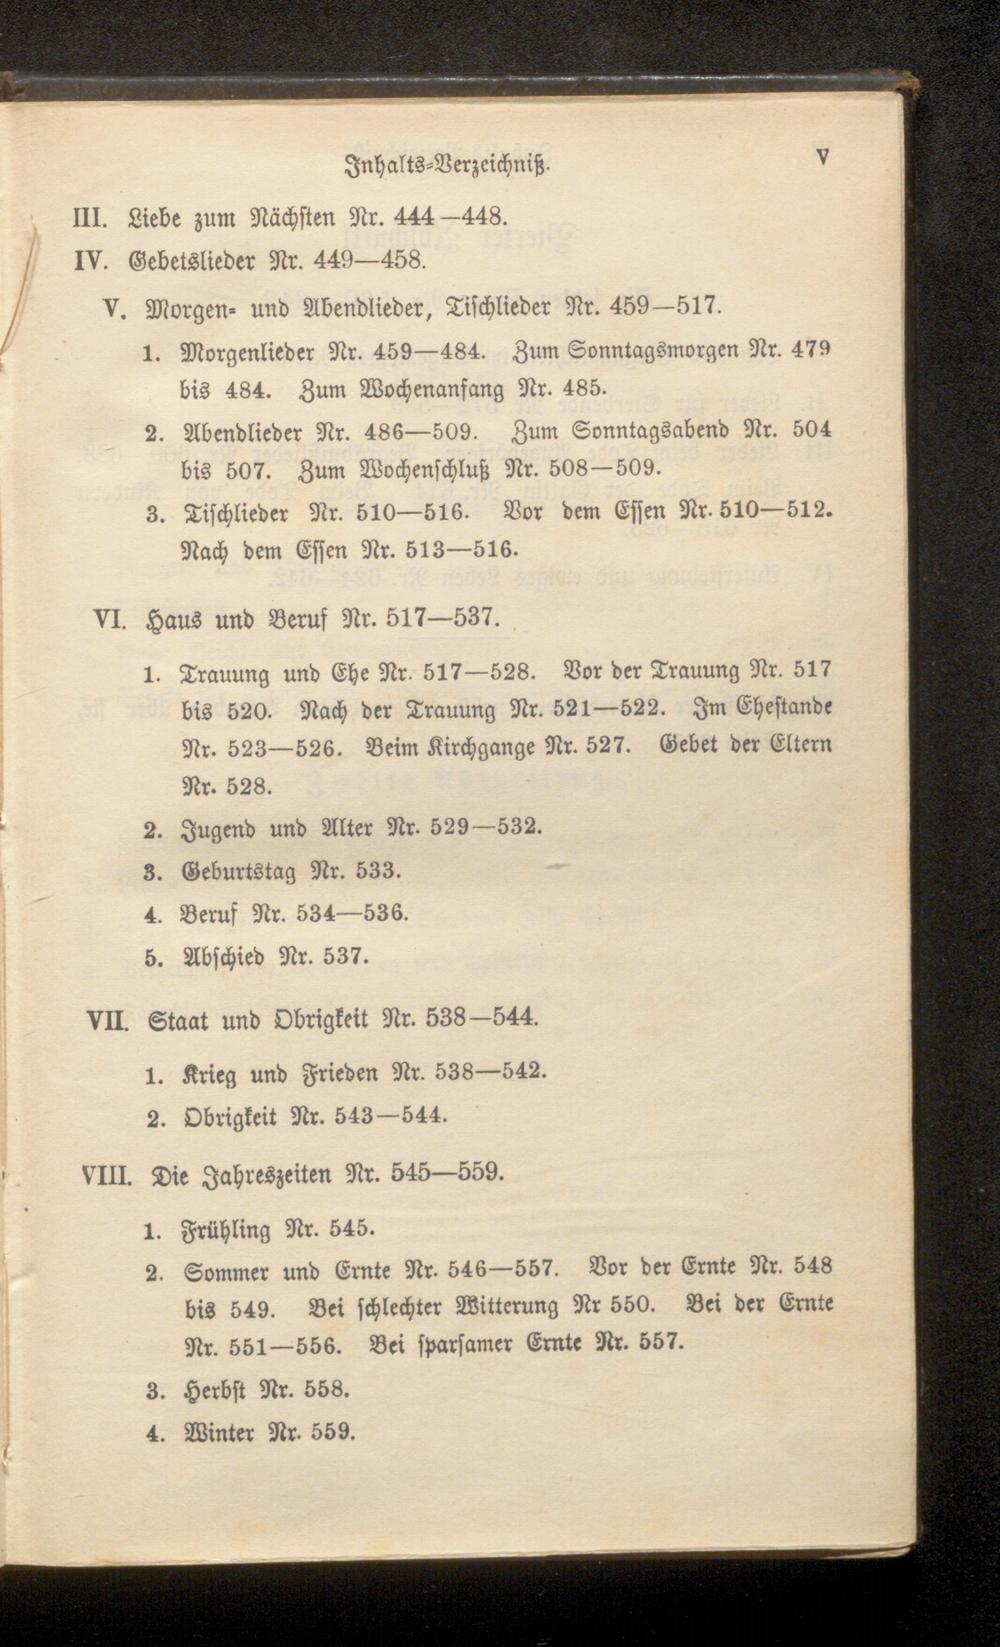 Inhalts-Verzeichniß.
V
III. Liebe zum Nächsten Nr. 444—448.
IV. Gebetslieder Nr. 449—458.
V. Morgen- und Abendlieder, Tischlieder Nr. 459—517.
1. Morgenlieder Nr. 459—484. Zum Sonntagsmorgen Nr. 479
bis 484. Zum Wochenanfang Nr. 485.
2. Abendlieder Nr. 486—509. Zum Sonntagsabend Nr. 504
bis 507. Zum Wochenschluß Nr. 508—509.
3. Tischlieder Nr. 510—516. Vor dem Essen Nr. 510—512.
Nach dem Essen Nr. 513—516.
VI. Haus und Beruf Nr. 517—537.
1. Trauung und Ehe Nr. 517—528. Vor der Trauung Nr. 517
bis 520. Nach der Trauung Nr. 521—522. Im Ehestande
Nr. 523—526. Beim Kirchgange Nr. 527. Gebet der Eltern
Nr. 528.
2. Jugend und Alter Nr. 529—532.
3. Geburtstag Nr. 533.
4. Beruf Nr. 534—536.
5. Abschied Nr. 537.
VII. Staat und Obrigkeit Nr. 538—544.
1. Krieg und Frieden Nr. 538—542.
2. Obrigkeit Nr. 543—544.
VIII. Die Jahreszeiten Nr. 545—559.
1. Frühling Nr. 545.
2. Sommer und Ernte Nr. 546—557. Vor der Ernte Nr. 548
bis 549. Bei schlechter Witterung Nr 550. Bei der Ernte
Nr. 551—556. Bei sparsamer Ernte Nr. 557.
3. Herbst Nr. 558.
4. Winter Nr. 559.